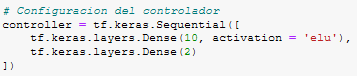 # Configuracion del controlador
controller = tf.keras.Sequential([
    tf.keras.layers.Dense(10, activation = 'elu'),
    tf.keras.layers.Dense(2)
])